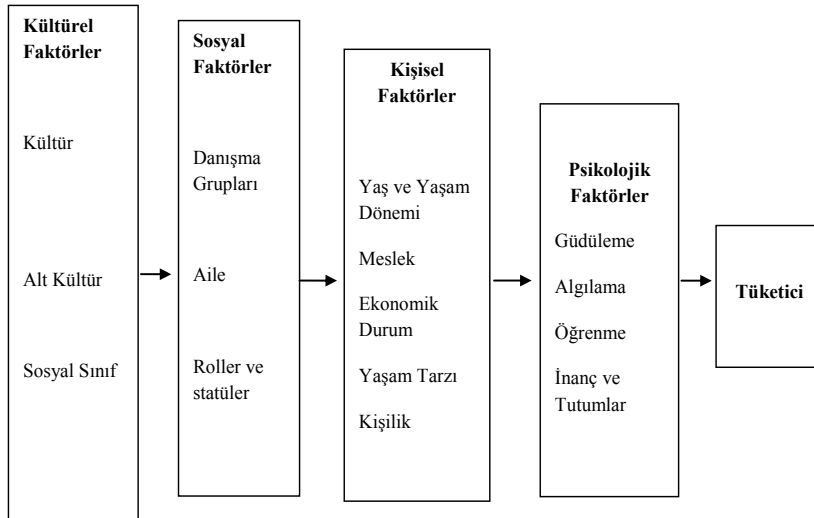 Kültürel
Faktörler
Kültür
Alt Kültür
Sosyal Sınıf
Sosyal
Faktörler
Danışma
Grupları
Aile
Roller ve
statüler
Kişisel
Faktörler
Yaş ve Yaşam
Dönemi
Meslek
Ekonomik
Durum
Yaşam Tarzı
Kişilik
Psikolojik
Faktörler
Güdüleme
Algılama
Öğrenme
İnanç ve
Tutumlar
Tüketici